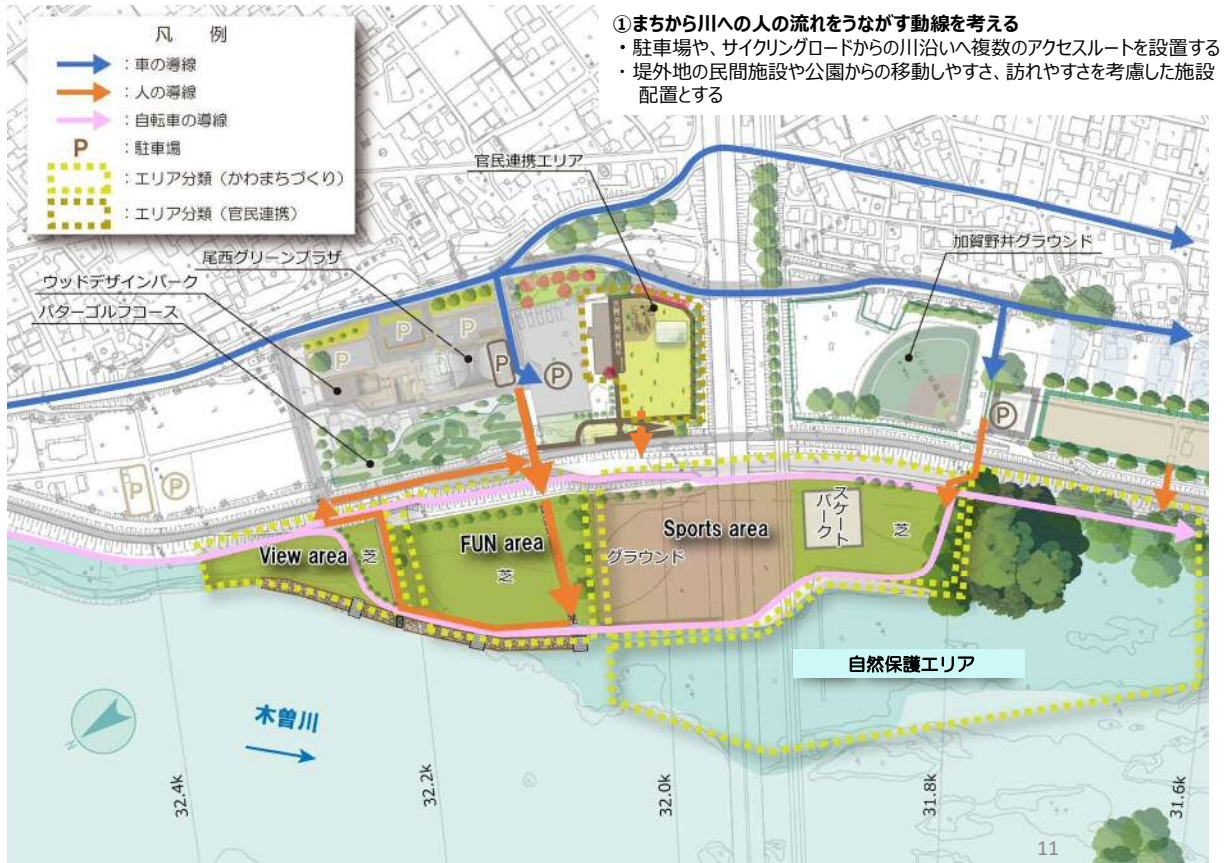 ①まちから川への人の流れをうながす動線を考える
・駐車場や、サイクリングロードからの川沿いへ複数のアクセスルートを設置する
・堤外地の民間施設や公園からの移動しやすさ、訪れやすさを考慮した施設
配置とする
凡 例
：車の導線
：人の導線
：自転車の導線
P ：駐車場
：エリア分類（かわまちづくり）
：エリア分類（官民連携）
官民連携エリア
加賀野井グラウンド
尾西グリーンプラザ
ウッドデザインパーク
パターゴルフコース
P
P
P
P
P
P
P
P
View area
芝
FUN area
芝
Sports area
グラウンド
スケート
パーク
芝
自然保護エリア
木曽川
N
32.4k
32.2k
32.0k
31.8k
31.6k
11